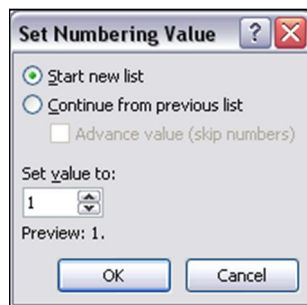 Set Numbering Value
Start new list
Continue from previous list
Advance value (skip numbers)
Set value to:
1
Preview: 1.
OK Cancel